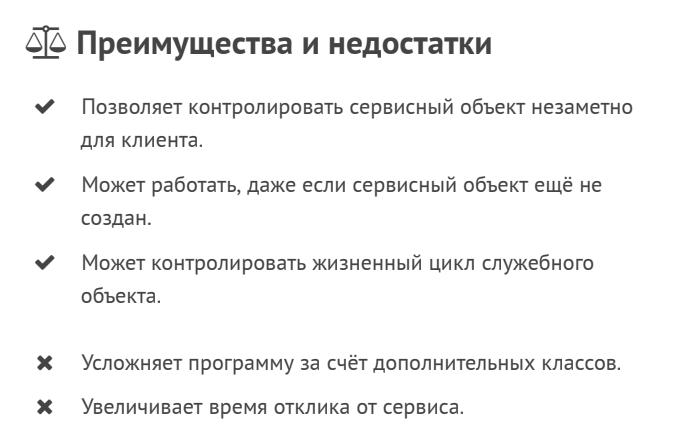 Преимущества и недостатки
Позволяет контролировать сервисный объект незаметно
для клиента.
Может работать, даже если сервисный объект ещё не
создан.
Может контролировать жизненный цикл служебного
объекта.
Усложняет программу за счёт дополнительных классов.
Увеличивает время отклика от сервиса.